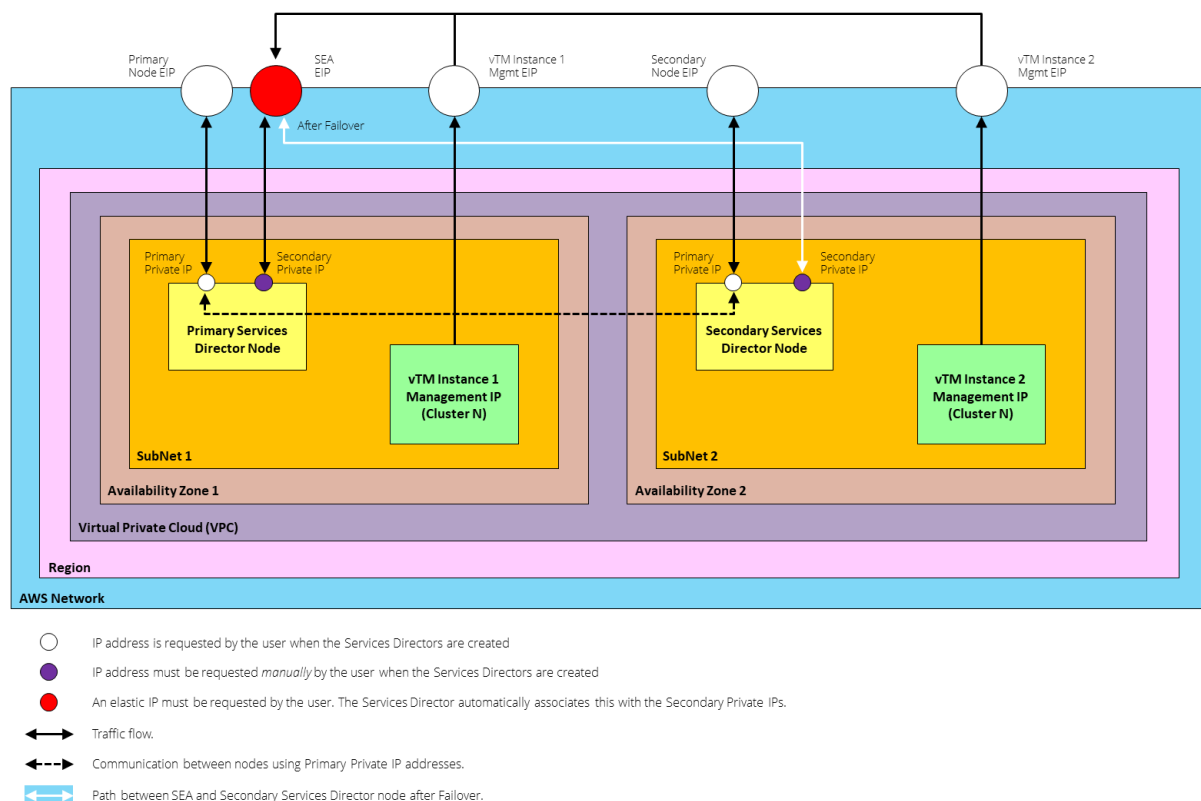 Primary
Node EIP
SEA
EIP
vTM Instance 1
Mgmt EIP
Secondary
Node EIP
vTM Instance 2
Mgmt EIP
After Failover
Primary
Private IP
Secondary
Private IP
Primary
Private IP
Secondary
Private IP
Primary Services
Director Node
Secondary Services
Director Node
vTM Instance 1
Management IP
(Cluster N)
vTM Instance 2
Management IP
(Cluster N)
SubNet 1
SubNet 2
Availability Zone 1
Availability Zone 2
Virtual Private Cloud (VPC)
Region
AWS Network
IP address is requested by the user when the Services Directors are created
IP address must be requested manually by the user when the Services Directors are created
An elastic IP must be requested by the user. The Services Director automatically associates this with the Secondary Private IPs.
Traffic flow.
Communication between nodes using Primary Private IP addresses.
Path between SEA and Secondary Services Director node after Failover.